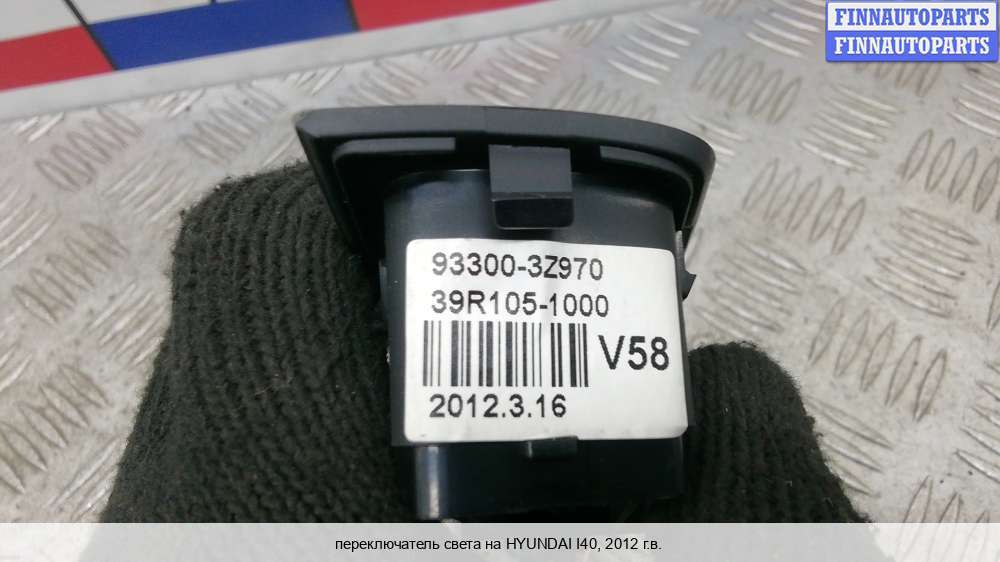 FINNAUTOPARTS
FINNAUTOPARTS
93300-3Z970
39R105-1000
V58
2012.3.16
переключатель света на HYUNDAI I40, 2012 г.в.